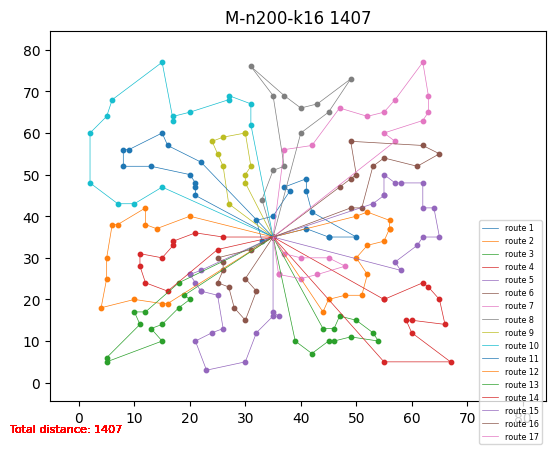 M-n200-k16 1407
80
70
60
50
40
30
20
10
0
0 10 20 30 40 50 60 70 80
route 1
route 2
route 3
route 4
route 5
route 6
route 7
route 8
route 9
route 10
route 11
route 12
route 13
route 14
route 15
route 16
route 17
Total distance: 1407